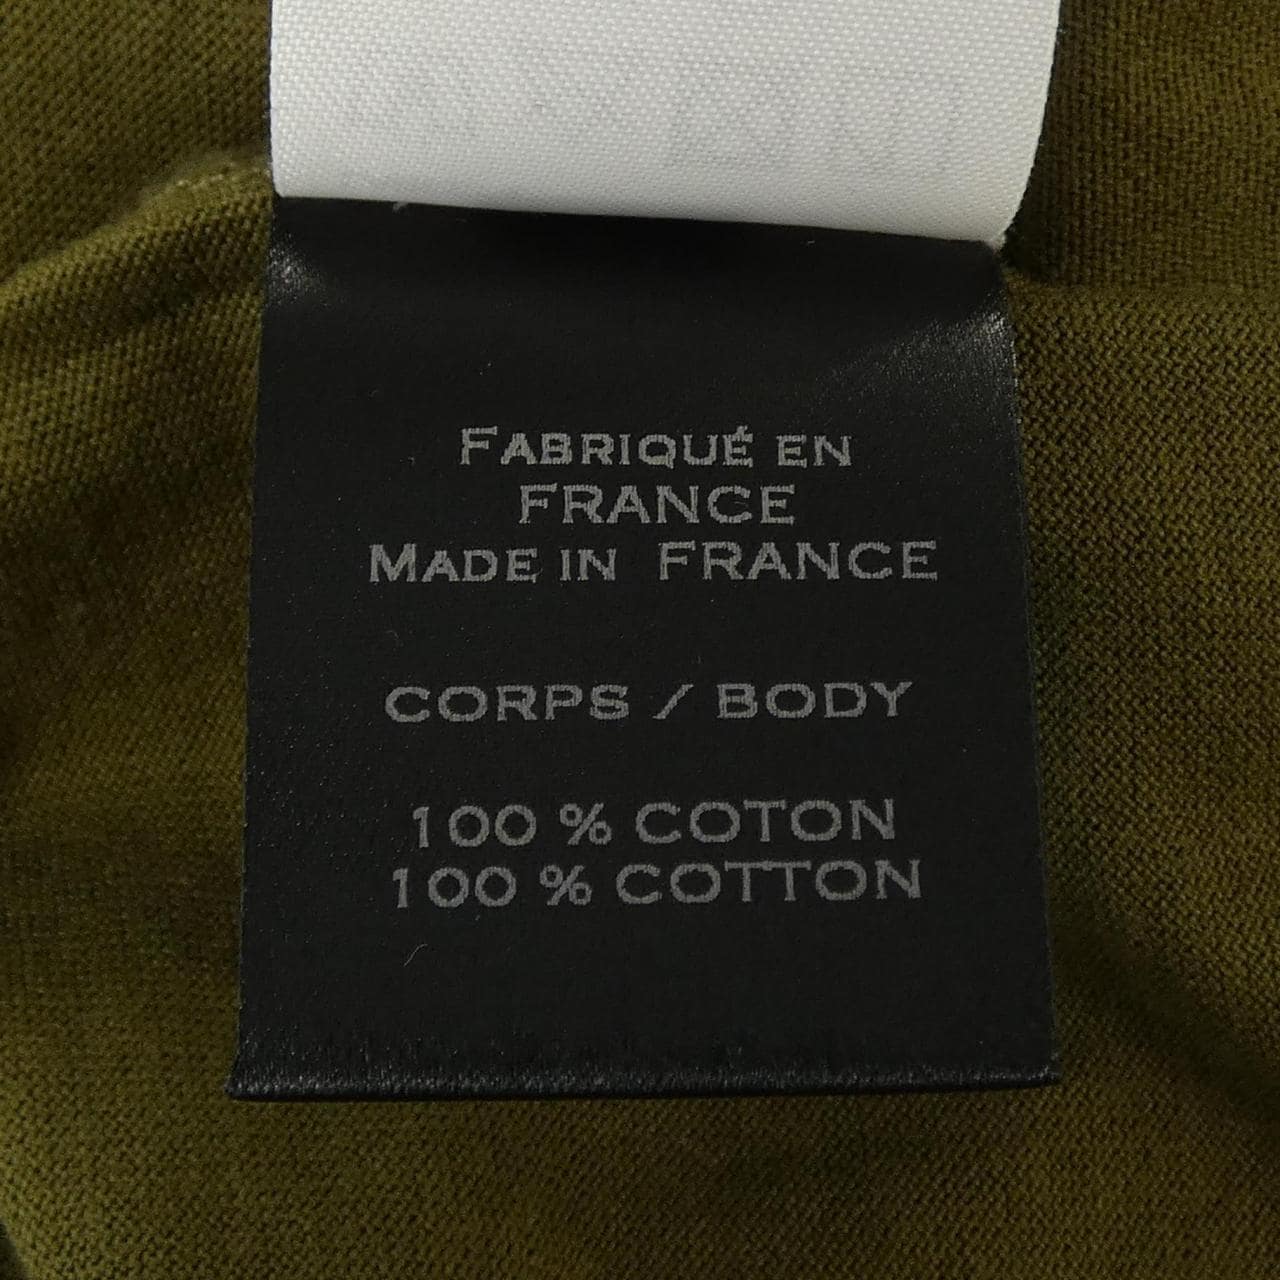 Fabriqué en
FRANCE
Made in FRANCE
CORPS / BODY
100 % COTON
100 % COTTON